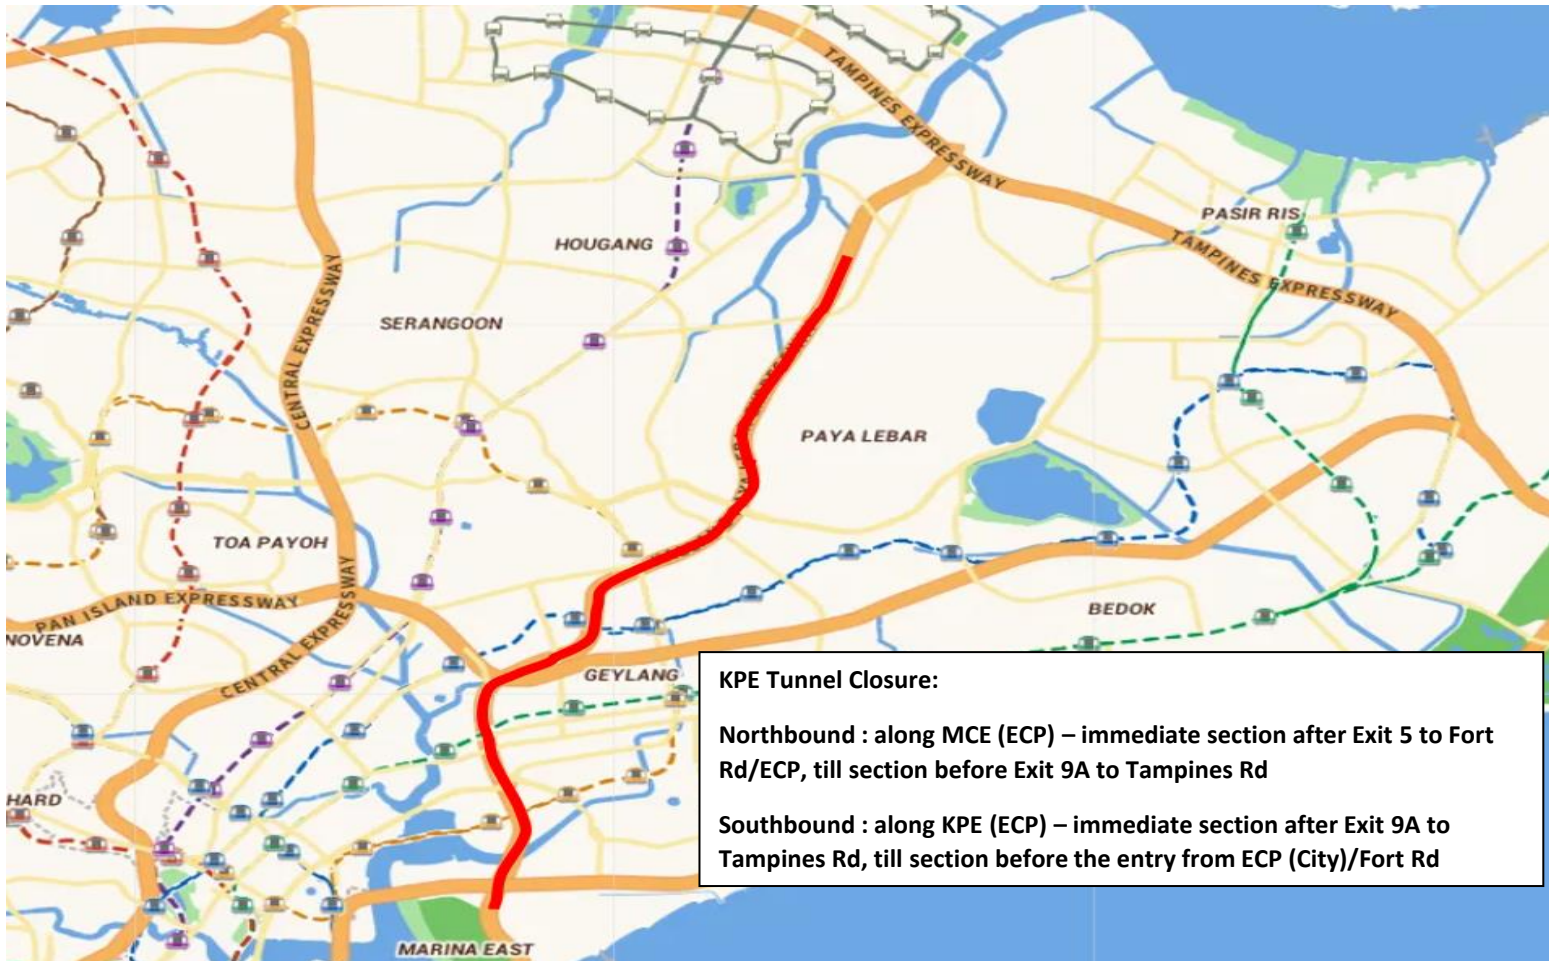 TAMPINES EXPRESSWAY
PASIR RIS
HOUGANG
TAMPINES EXPRESSWAY
CENTRAL EXPRESSWAY
SERANGOON
PAYA LEBAR
TOA PAYOH
PAN ISLAND EXPRESSWAY
NOVENA
CENTRAL EXPRESSWAY
BEDOK
GEYLANG
HARD
MARINA EAST
KPE Tunnel Closure:
Northbound : along MCE (ECP) – immediate section after Exit 5 to Fort
Rd/ECP, till section before Exit 9A to Tampines Rd
Southbound : along KPE (ECP) – immediate section after Exit 9A to
Tampines Rd, till section before the entry from ECP (City)/Fort Rd